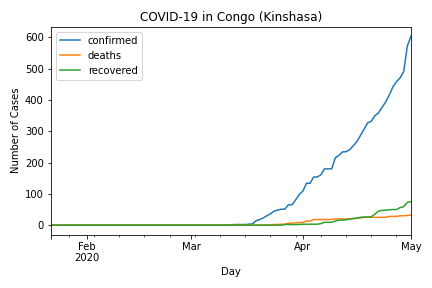 COVID-19 in Congo (Kinshasa)
confirmed
deaths
recovered
Number of Cases
600
500
400
300
200
100
0
Feb
2020
Mar
Apr
May
Day